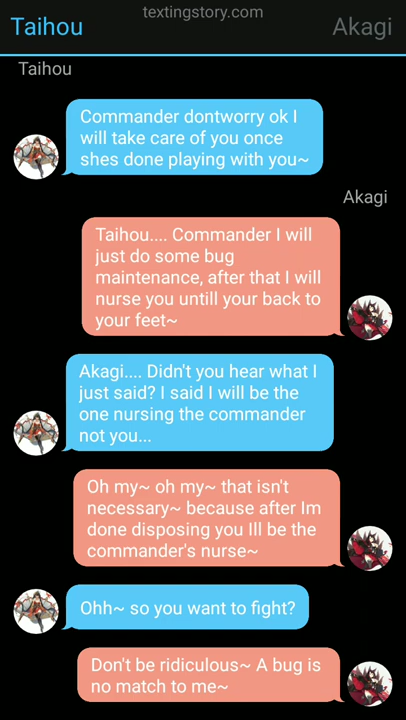 textingstory.com
Taihou
Akagi
Taihou
Commander dontworry ok I
will take care of you once
shes done playing with you~
Akagi
Taihou.... Commander I will
just do some bug
maintenance, after that I will
nurse you untill your back to
your feet~
Akagi.... Didn't you hear what I
just said? I said I will be the
one nursing the commander
not you...
Oh my~ oh my~ that isn't
necessary~ because after Im
done disposing you Ill be the
commander's nurse~
Ohh~ so you want to fight?
Don't be ridiculous~ A bug is
no match to me~